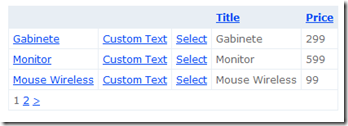 Title Price
Gabinete Custom Text Select Gabinete 299
Monitor Custom Text Select Monitor 599
Mouse Wireless Custom Text Select Mouse Wireless 99
1 2 >